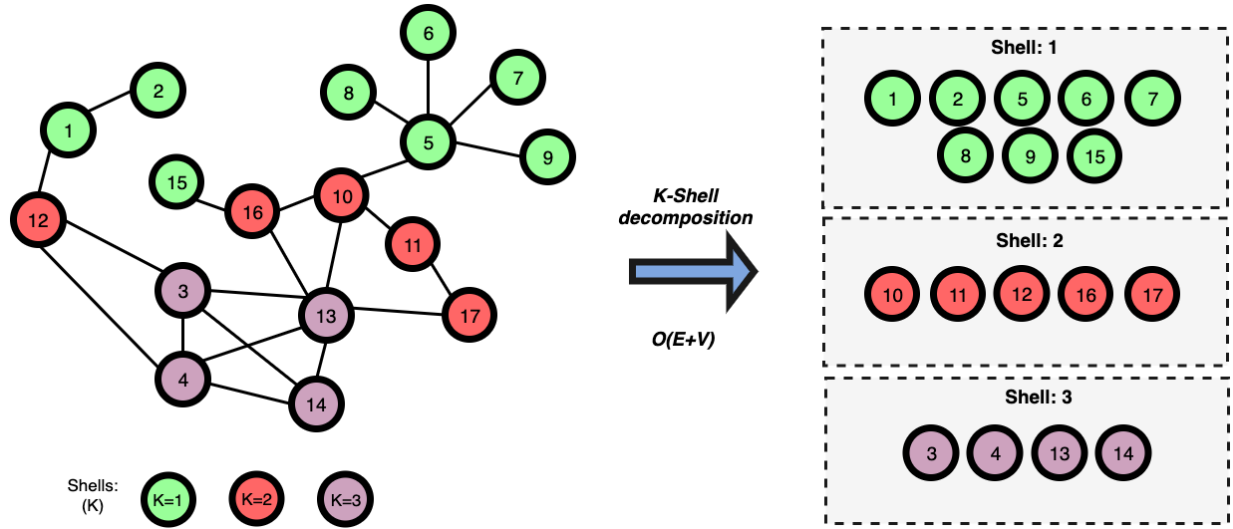 6
7
2
8
1
5
9
15
10
16
12
11
3
13
17
4
14
Shells:
(K)
K=1
K=2
K=3
K-Shell
decomposition
O(E+V)
Shell: 1
1 2 5 6 7
8 9 15
Shell: 2
10 11 12 16 17
Shell: 3
3 4 13 14